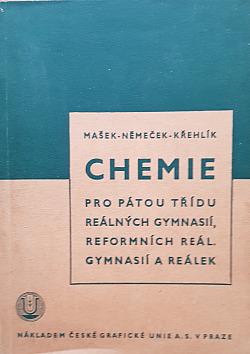 MAŠEK-NĚMEČEK-KŘEHLÍK
CHEMIE
PRO PÁTOU TŘÍDU
REÁLNÝCH GYMNASIÍ,
REFORMNÍCH REÁL.
GYMNASIÍ A REÁLEK
NÁKLADEM ČESKÉ GRAFICKÉ UNIE A. S. V PRAZE